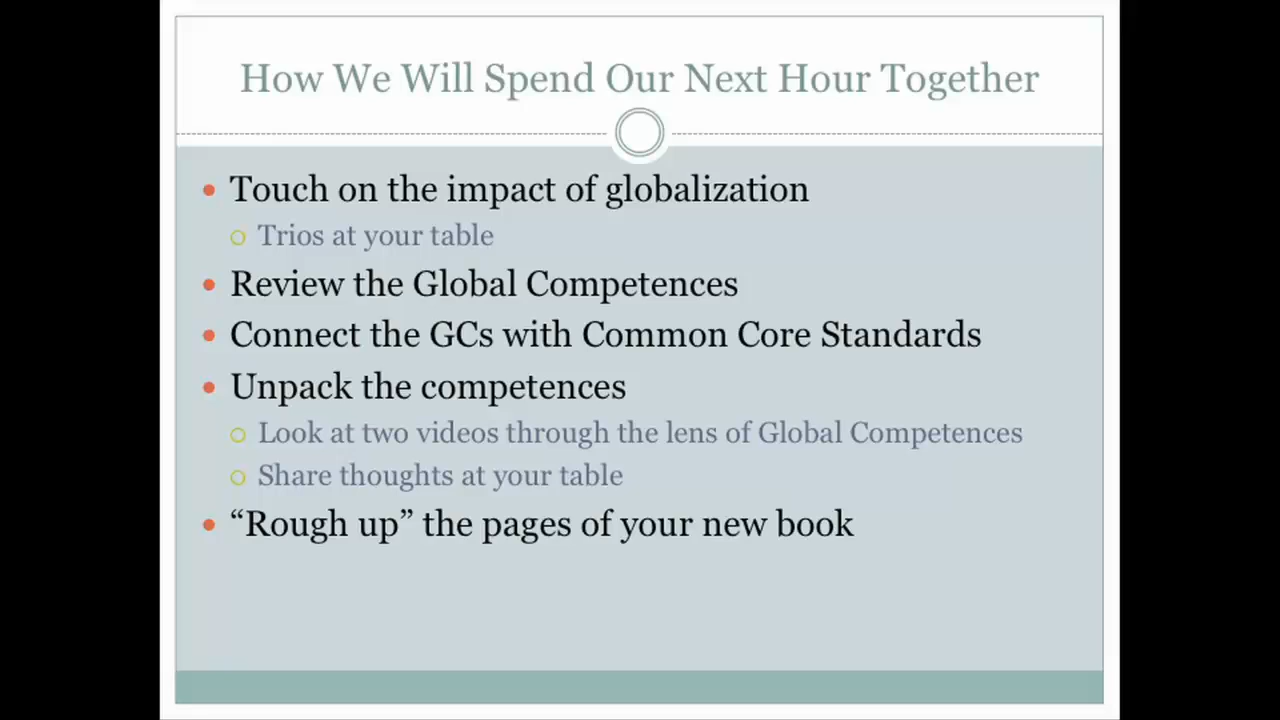 How We Will Spend Our Next Hour Together
• Touch on the impact of globalization
○ Trios at your table
• Review the Global Competences
• Connect the GCs with Common Core Standards
• Unpack the competences
○ Look at two videos through the lens of Global Competences
○ Share thoughts at your table
• “Rough up” the pages of your new book